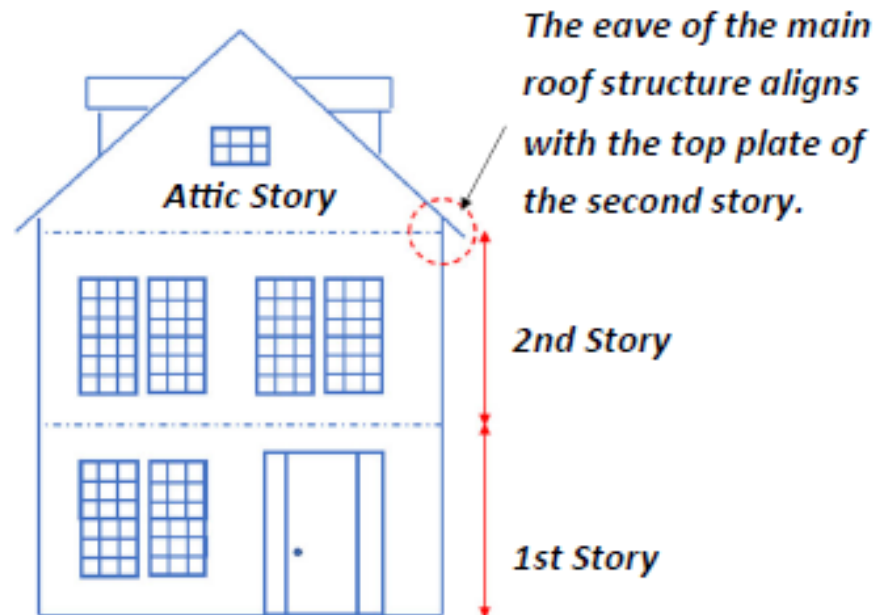 The eave of the main
roof structure aligns
with the top plate of
the second story.
Attic Story
2nd Story
1st Story